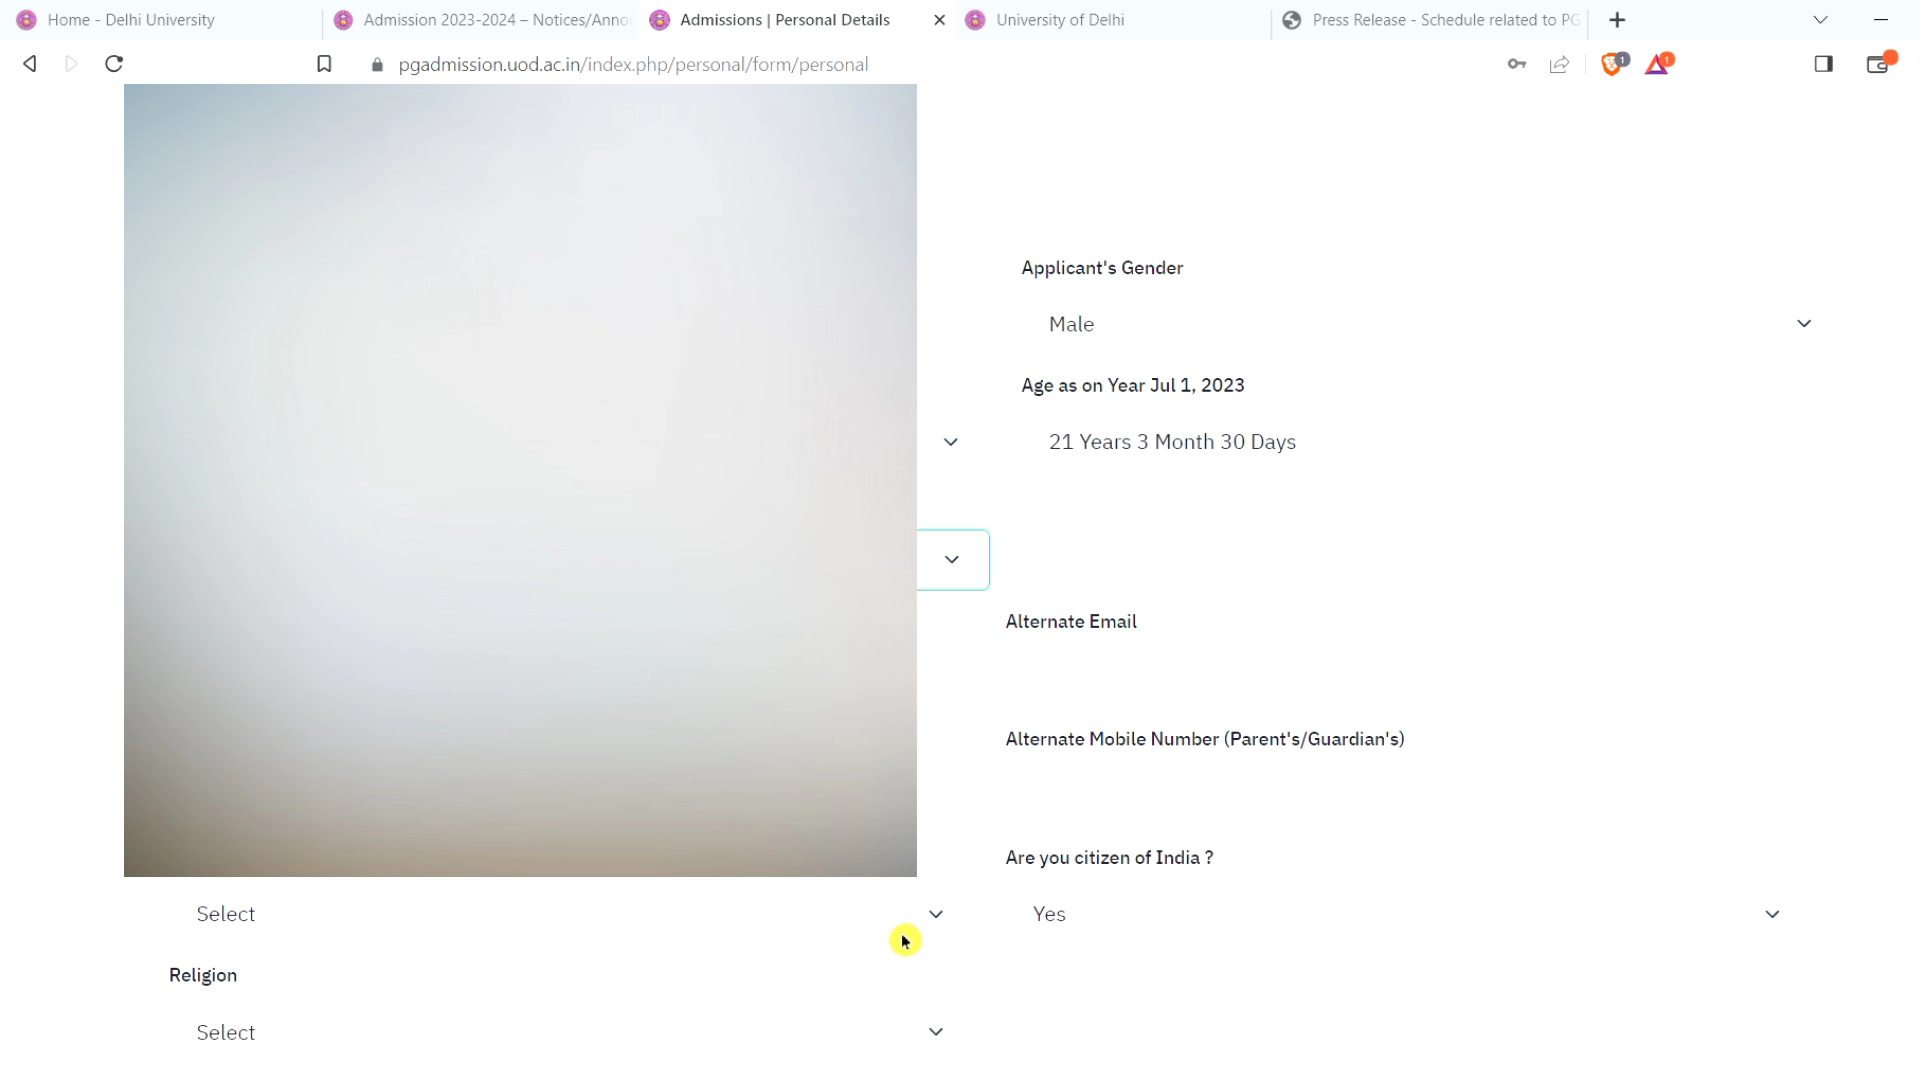 Home - Delhi University
Admission 2023-2024 – Notices/Anno
Admissions | Personal Details
University of Delhi
Press Release - Schedule related to PG
pgadmission.uod.ac.in/index.php/personal/form/personal
1
1
Applicant's Gender
Male
Age as on Year Jul 1, 2023
21 Years 3 Month 30 Days
Alternate Email
Alternate Mobile Number (Parent's/Guardian's)
Are you citizen of India ?
Select
Yes
Religion
Select